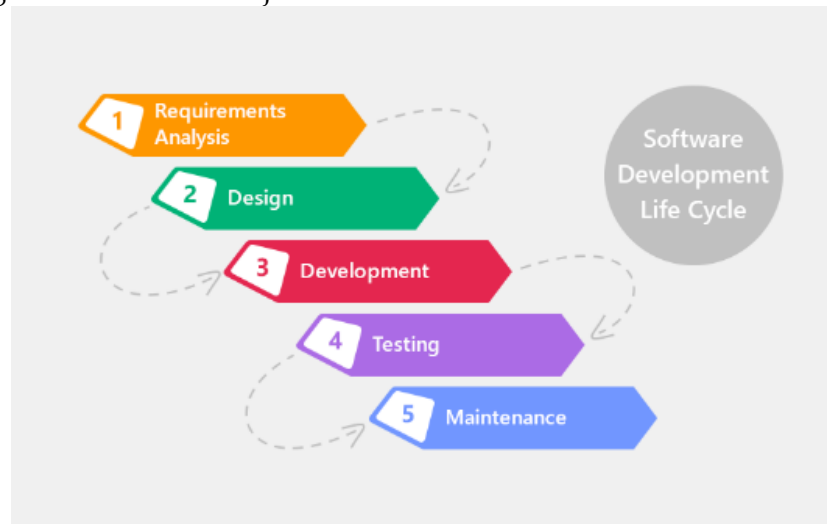 1
Requirements
Analysis
2
Design
3
Development
4
Testing
5
Maintenance
Software
Development
Life Cycle